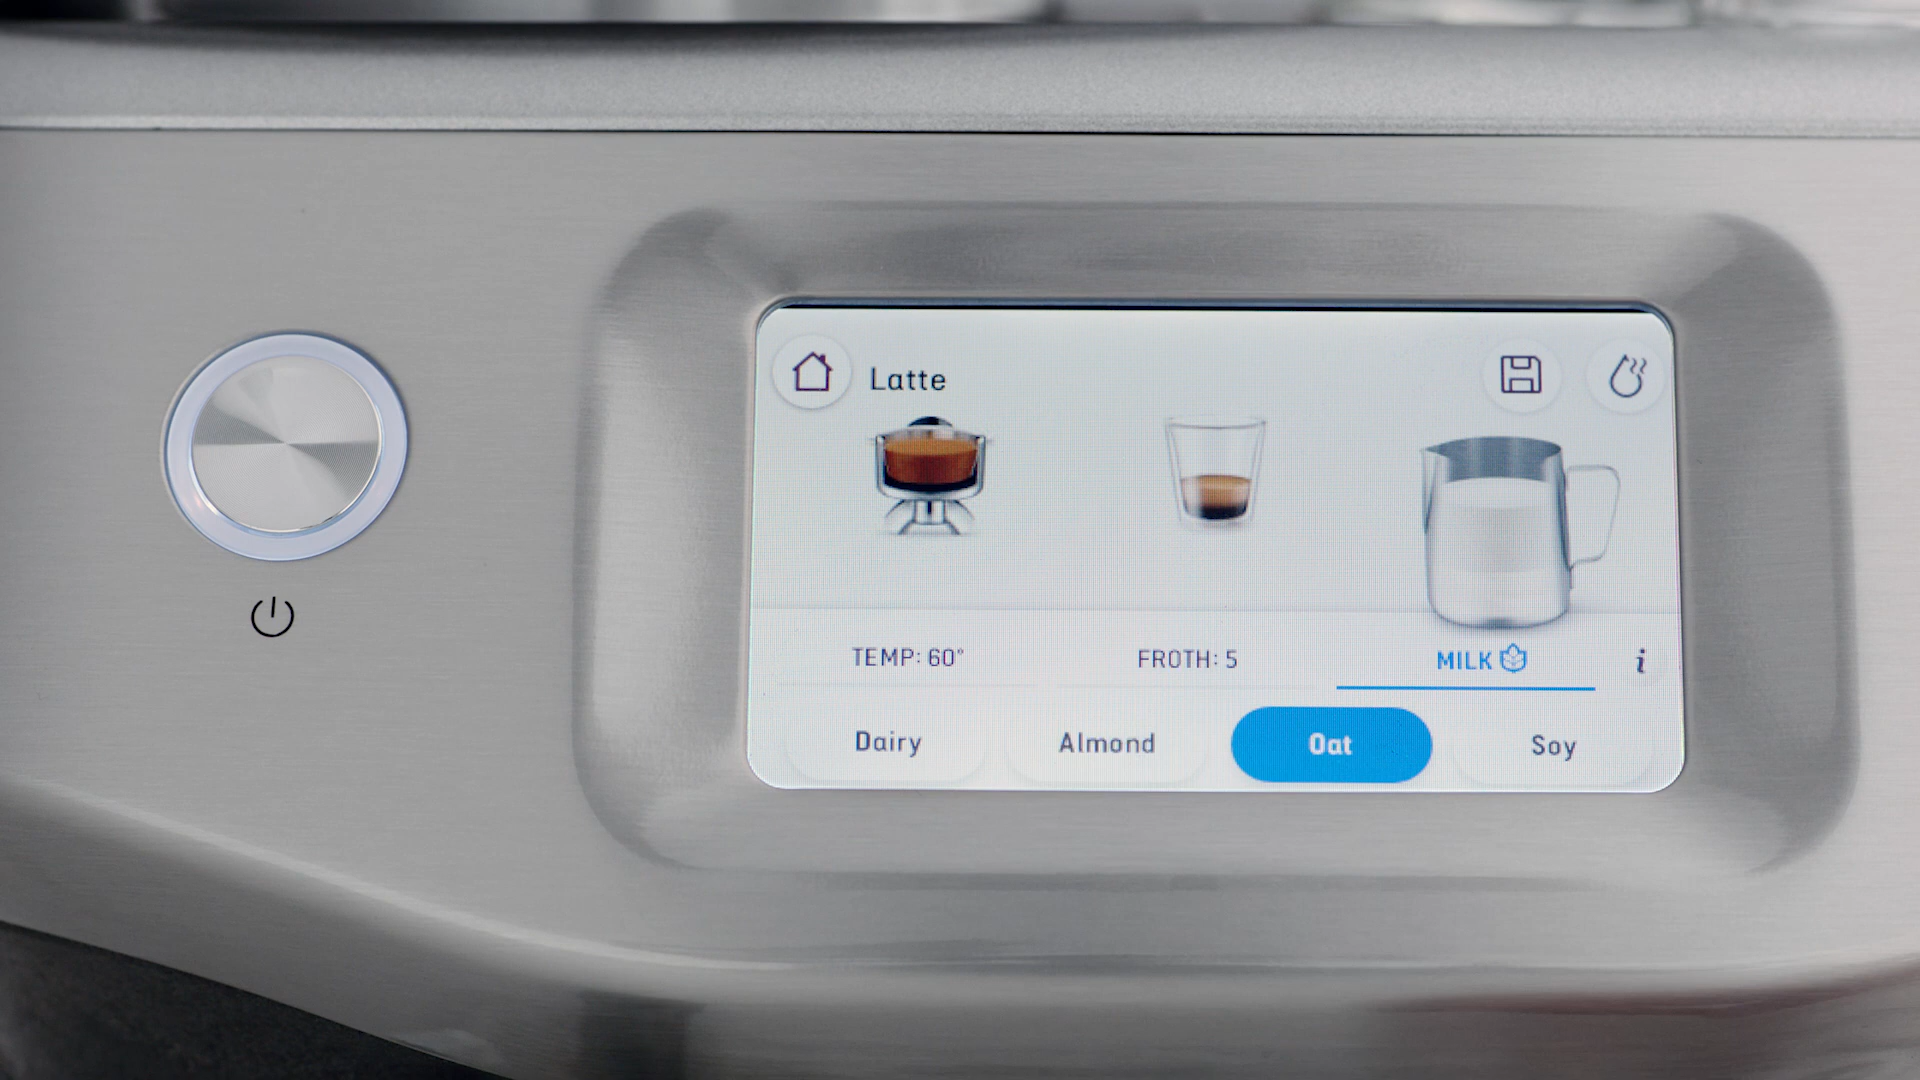 Latte
TEMP: 60°
FROTH: 5
MILK
i
Dairy
Almond
Oat
Soy